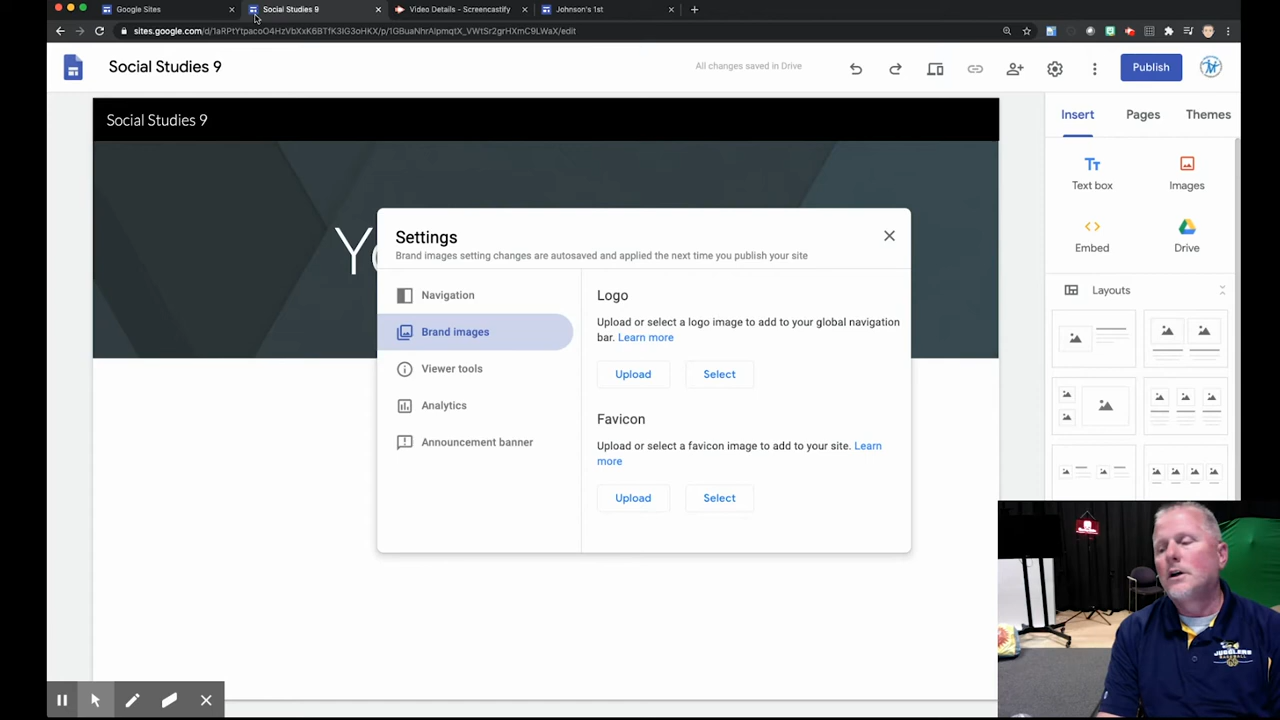 Google Sites
Social Studies 9
Video Details - Screencastify
Johnson's 1st
Social Studies 9
All changes saved in Drive
Publish
Social Studies 9
Insert
Pages
Themes
Text box
Images
Embed
Drive
Layouts
Settings
Brand images setting changes are autosaved and applied the next time you publish your site
Navigation
Brand images
Viewer tools
Analytics
Announcement banner
Logo
Upload or select a logo image to add to your global navigation
bar. Learn more
Upload
Select
Favicon
Upload or select a favicon image to add to your site. Learn
more
Upload
Select
JUGGLERS
BASEBALL